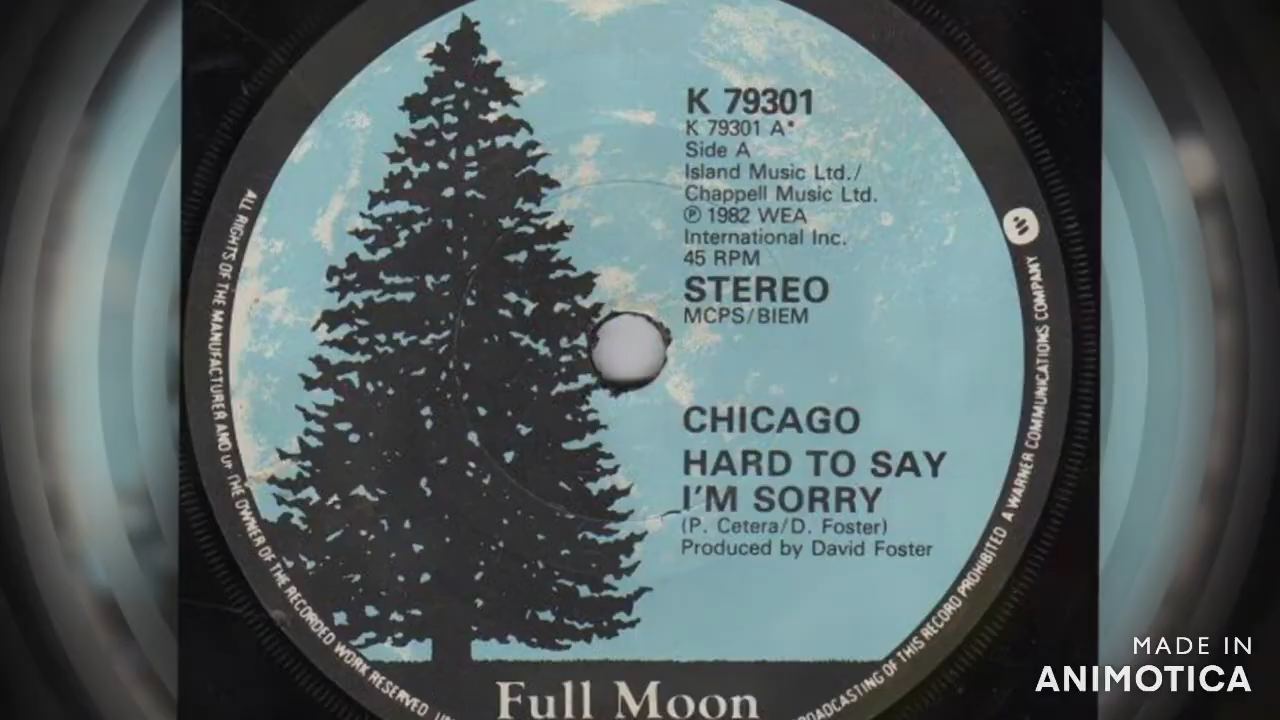 K 79301
K 79301 A*
Side A
Island Music Ltd./
Chappell Music Ltd.
℗ 1982 WEA
International Inc.
45 RPM
STEREO
MCPS/BIEM
CHICAGO
HARD TO SAY
I'M SORRY
(P. Cetera/D. Foster)
Produced by David Foster
Full Moon
ALL RIGHTS OF THE MANUFACTURER AND OF THE OWNER OF THE RECORDED WORK RESERVED
BROADCASTING OF THIS RECORD PROHIBITED A WARNER COMMUNICATIONS COMPANY
MADE IN
ANIMOTICA